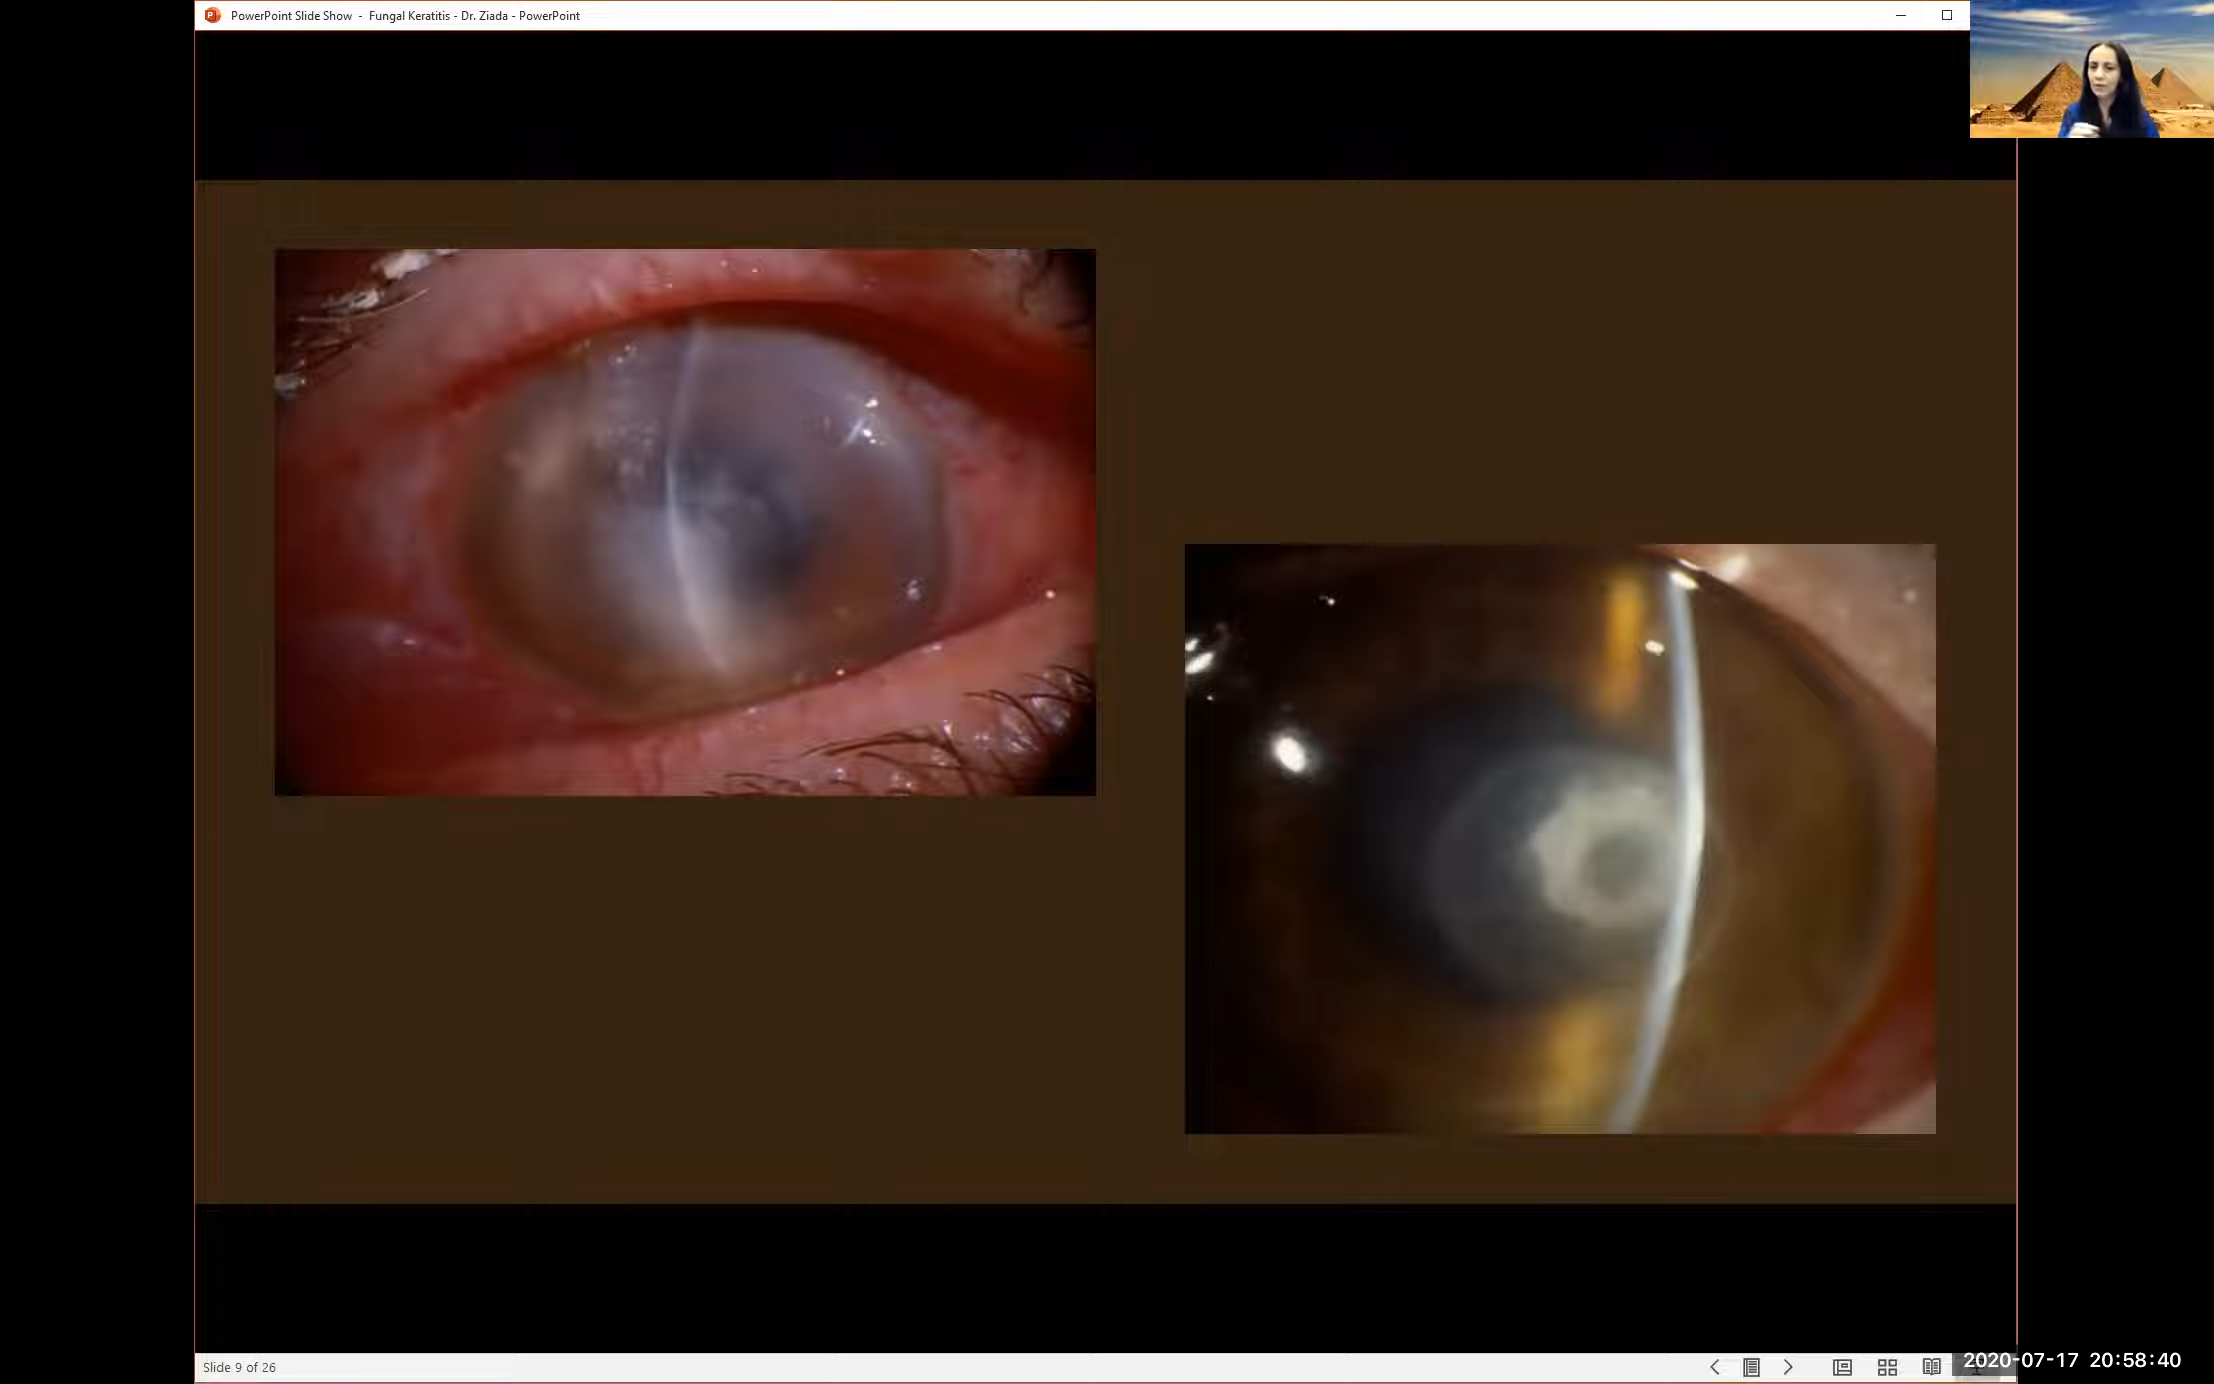 PowerPoint Slide Show - Fungal Keratitis - Dr. Ziada - PowerPoint
Slide 9 of 26
2020-07-17 20:58:40